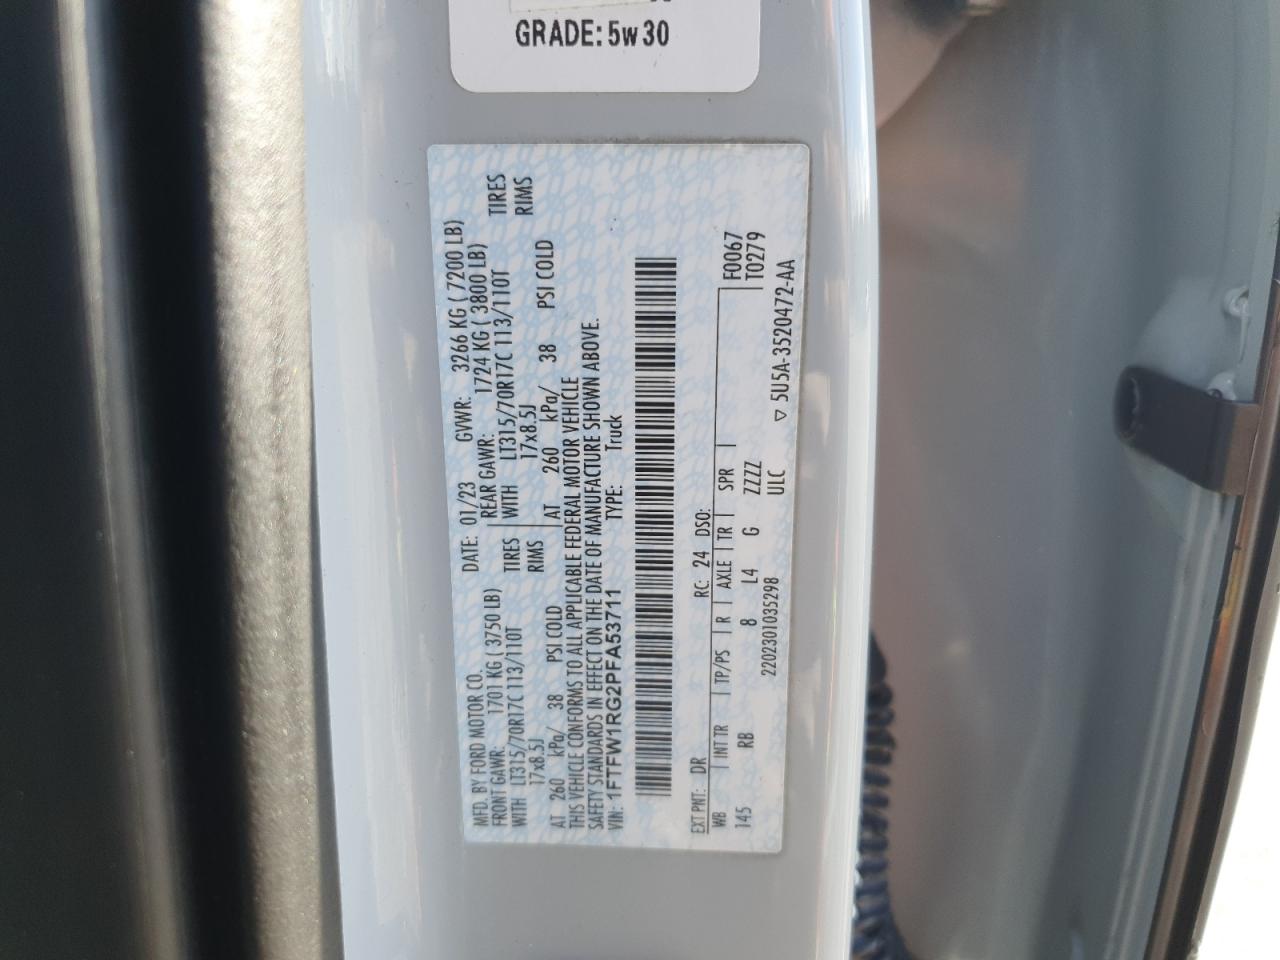 GRADE: 5w30
MFD. BY FORD MOTOR CO. DATE: 01/23 GVWR: 3266 KG ( 7200 LB)
FRONT GAWR: 1701 KG ( 3750 LB) REAR GAWR: 1724 KG ( 3800 LB)
WITH LT315/70R17C 113/110T TIRES WITH LT315/70R17C 113/110T TIRES
17x8.5J RIMS 17x8.5J RIMS
AT 260 kPa/ 38 PSI COLD AT 260 kPa/ 38 PSI COLD
THIS VEHICLE CONFORMS TO ALL APPLICABLE FEDERAL MOTOR VEHICLE
SAFETY STANDARDS IN EFFECT ON THE DATE OF MANUFACTURE SHOWN ABOVE.
VIN: 1FTFW1RG2PFA53711 TYPE: Truck
EXT PNT: DR RC: 24 DSO: F0067
WB INT TR TP/PS R AXLE TR SPR T0279
145 RB 8 L4 G ZZZZ
2202301035298 ULC ▽ 5U5A-3520472-AA